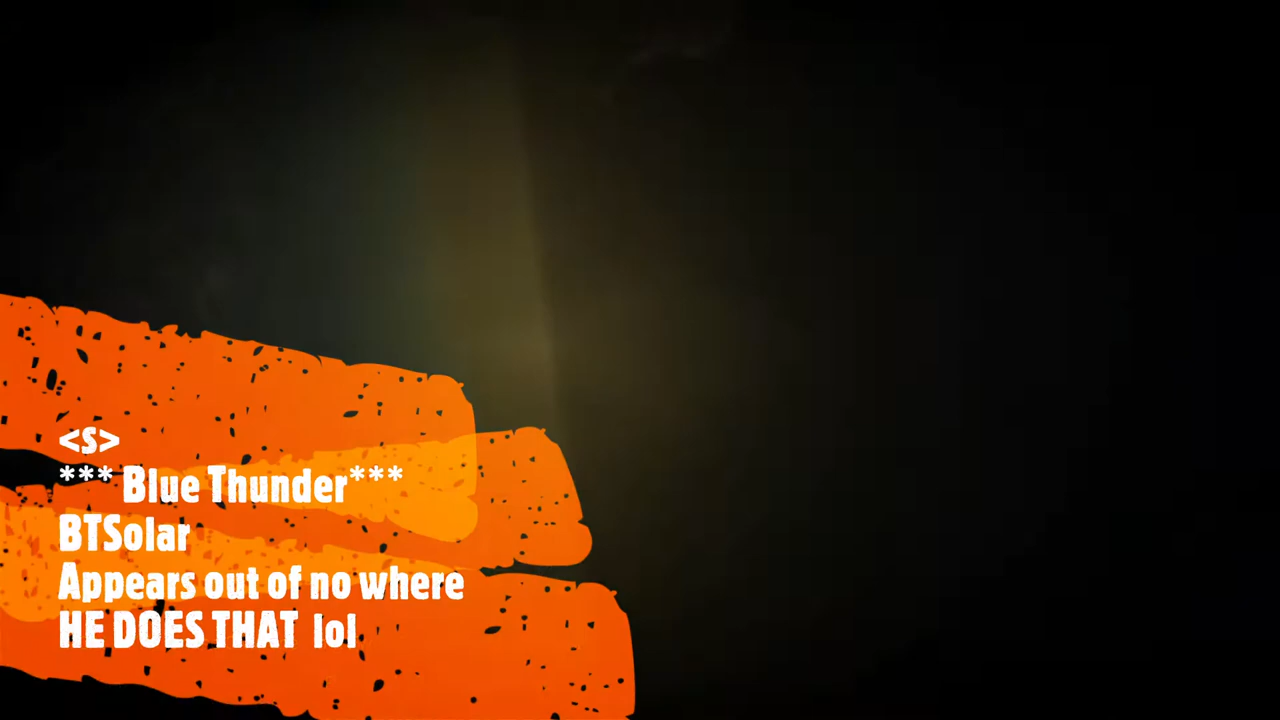 <s>
*** Blue Thunder***
BTSolar
Appears out of no where
HE DOES THAT lol